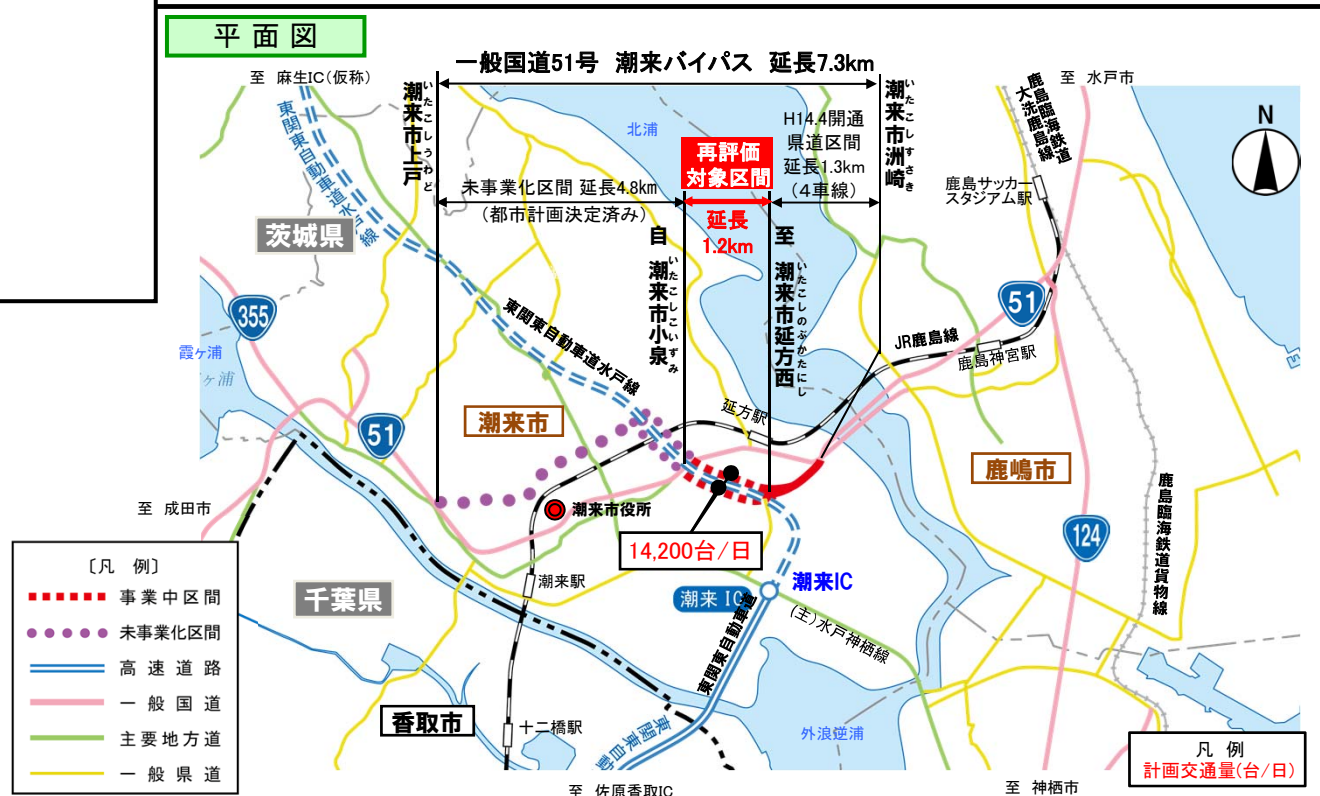 平面図
一般国道51号 潮来バイパス 延長7.3km
至 麻生IC(仮称)
至 水戸市
潮来市上戸
いたこしうわど
東関東自動車道水戸線
北浦
再評価
対象区間
延長
1.2km
H14.4開通
県道区間
延長1.3km
(4車線)
潮来市洲崎
いたこしすさき
鹿島臨海鉄道
大洗鹿島線
N
鹿島サッカー
スタジアム駅
未事業化区間 延長4.8km
(都市計画決定済み)
茨城県
自 潮来市小泉
いたこしこいずみ
至 潮来市延方西
いたこしのぶかたにし
355
霞ヶ浦
ヶ浦
東関東自動車道水戸線
51
JR鹿島線
鹿島神宮駅
潮来市
51
延方駅
鹿嶋市
鹿島臨海鉄道貨物線
至 成田市
潮来市役所
14,200台/日
124
〔凡 例〕
事業中区間
未事業化区間
高速道路
一般国道
主要地方道
一般県道
千葉県
潮来駅
潮来 IC
潮来IC
(主)水戸神栖線
東関東自動車道
香取市
十二橋駅
東関東自動
外浪逆浦
凡 例
計画交通量(台/日)
至 佐原香取IC
至 神栖市